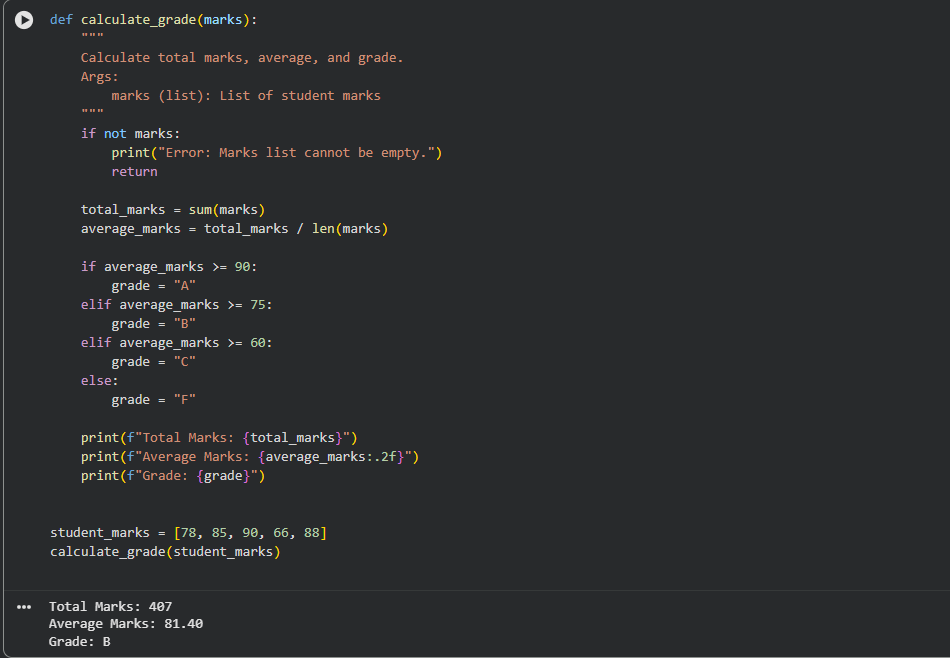 def calculate_grade(marks):
    """
    Calculate total marks, average, and grade.
    Args:
        marks (list): List of student marks
    """
    if not marks:
        print("Error: Marks list cannot be empty.")
        return

    total_marks = sum(marks)
    average_marks = total_marks / len(marks)

    if average_marks >= 90:
        grade = "A"
    elif average_marks >= 75:
        grade = "B"
    elif average_marks >= 60:
        grade = "C"
    else:
        grade = "F"

    print(f"Total Marks: {total_marks}")
    print(f"Average Marks: {average_marks:.2f}")
    print(f"Grade: {grade}")


student_marks = [78, 85, 90, 66, 88]
calculate_grade(student_marks)

Total Marks: 407
Average Marks: 81.40
Grade: B